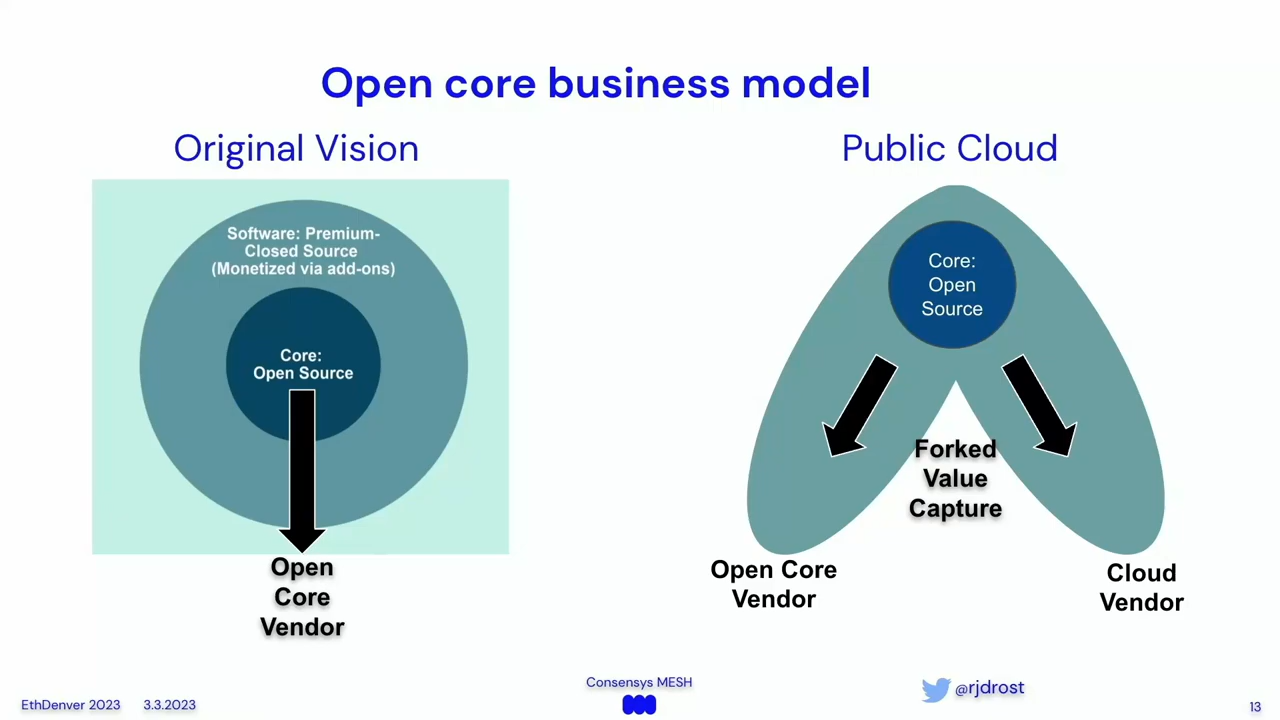 Open core business model
Original Vision
Software: Premium-
Closed Source
(Monetized via add-ons)
Core:
Open Source
Open
Core
Vendor
Public Cloud
Core:
Open
Source
Forked
Value
Capture
Open Core
Vendor
Cloud
Vendor
EthDenver 2023 3.3.2023
Consensys MESH
@rjdrost
13